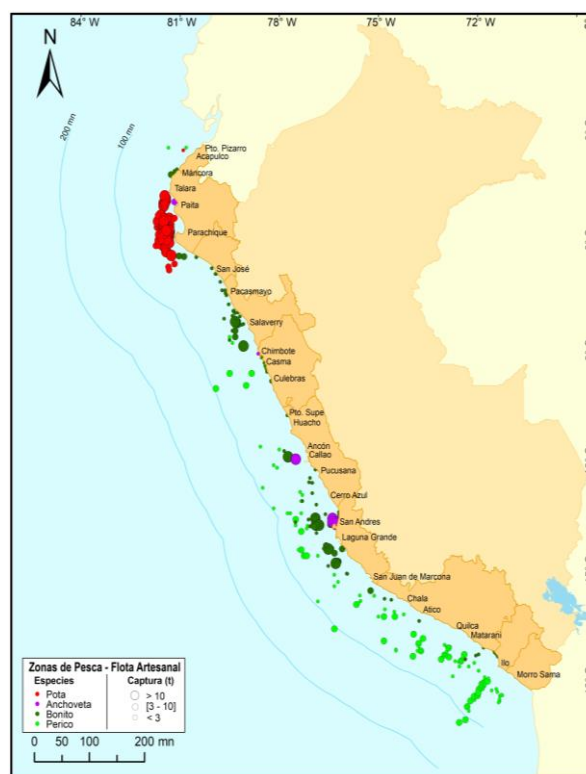 84° W 81° W 78° W 75° W 72° W
N
200 mn
100 mn
Pto. Pizarro
Acapulco
Máncora
Talara
Paita
Parachique
San José
Pacasmayo
Salaverry
Chimbote
Casma
Culebras
Pto. Supe
Huacho
Ancón
Callao
Pucusana
Cerro Azul
San Andres
Laguna Grande
San Juan de Marcona
Chala
Atico
Quilca
Matarani
Ilo
Morro Sama
Zonas de Pesca - Flota Artesanal
Especies Captura (t)
Pota > 10
Anchoveta [3 - 10]
Bonito < 3
Perico
0 50 100 200 mn